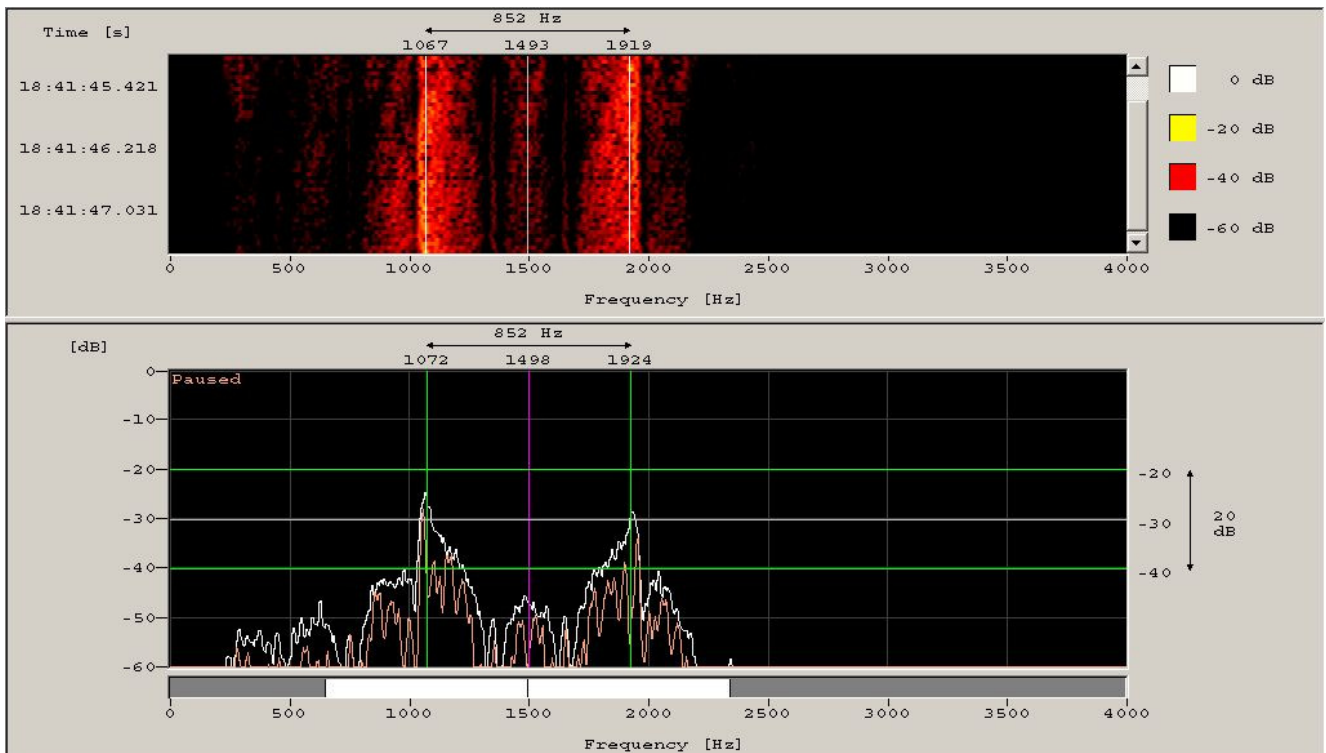 852 Hz
Time [s]
1067 1493 1919
18:41:45.421
18:41:46.218
18:41:47.031
0 dB
-20 dB
-40 dB
-60 dB
0 500 1000 1500 2000 2500 3000 3500 4000
Frequency [Hz]
852 Hz
[dB]
1072 1498 1924
Paused
0
-10
-20
-30
-40
-50
-60
-20
-30
-40
20
dB
0 500 1000 1500 2000 2500 3000 3500 4000
Frequency [Hz]